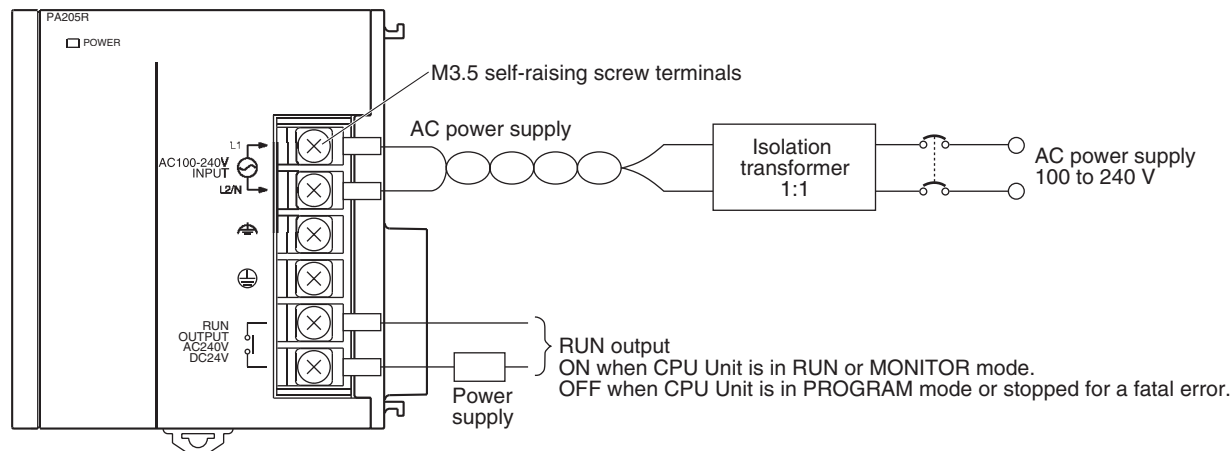 PA205R
POWER
M3.5 self-raising screw terminals
L1
AC100-240V
INPUT
L2/N
AC power supply
Isolation
transformer
1:1
AC power supply
100 to 240 V
RUN
OUTPUT
AC240V
DC24V
Power
supply
RUN output
ON when CPU Unit is in RUN or MONITOR mode.
OFF when CPU Unit is in PROGRAM mode or stopped for a fatal error.